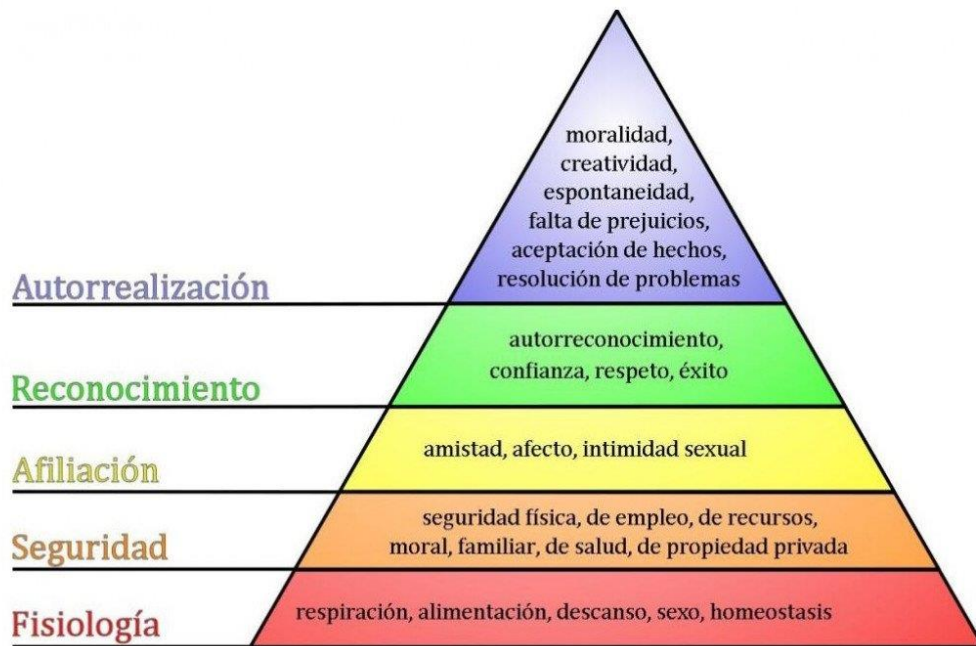 moralidad,
creatividad,
espontaneidad,
falta de prejuicios,
aceptación de hechos,
resolución de problemas
Autorrealización
autorreconocimiento,
confianza, respeto, éxito
Reconocimiento
amistad, afecto, intimidad sexual
Afiliación
seguridad física, de empleo, de recursos,
moral, familiar, de salud, de propiedad privada
Seguridad
respiración, alimentación, descanso, sexo, homeostasis
Fisiología